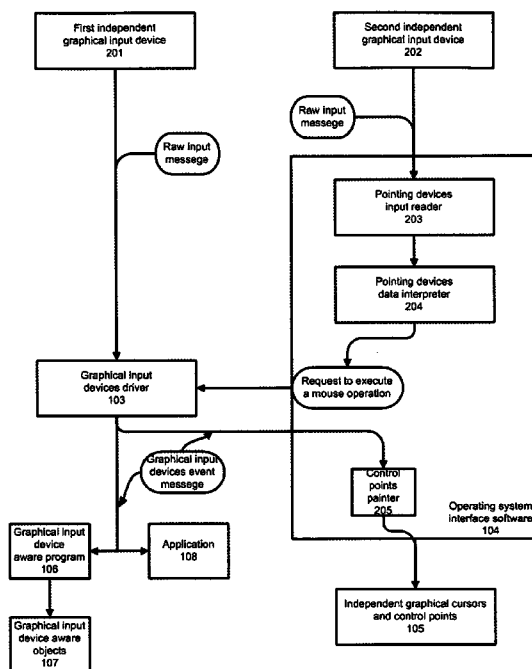 First independent
graphical input device
201
Second independent
graphical input device
202
Raw input
messege
Raw input
messege
Pointing devices
input reader
203
Pointing devices
data interpreter
204
Graphical input
devices driver
103
Request to execute
a mouse operation
Graphical input
devices event
messege
Control
points
painter
205
Operating system
interface software
104
Graphical input
device
aware program
106
Application
108
Independent graphical cursors
and control points
105
Graphical input
device aware
objects
107